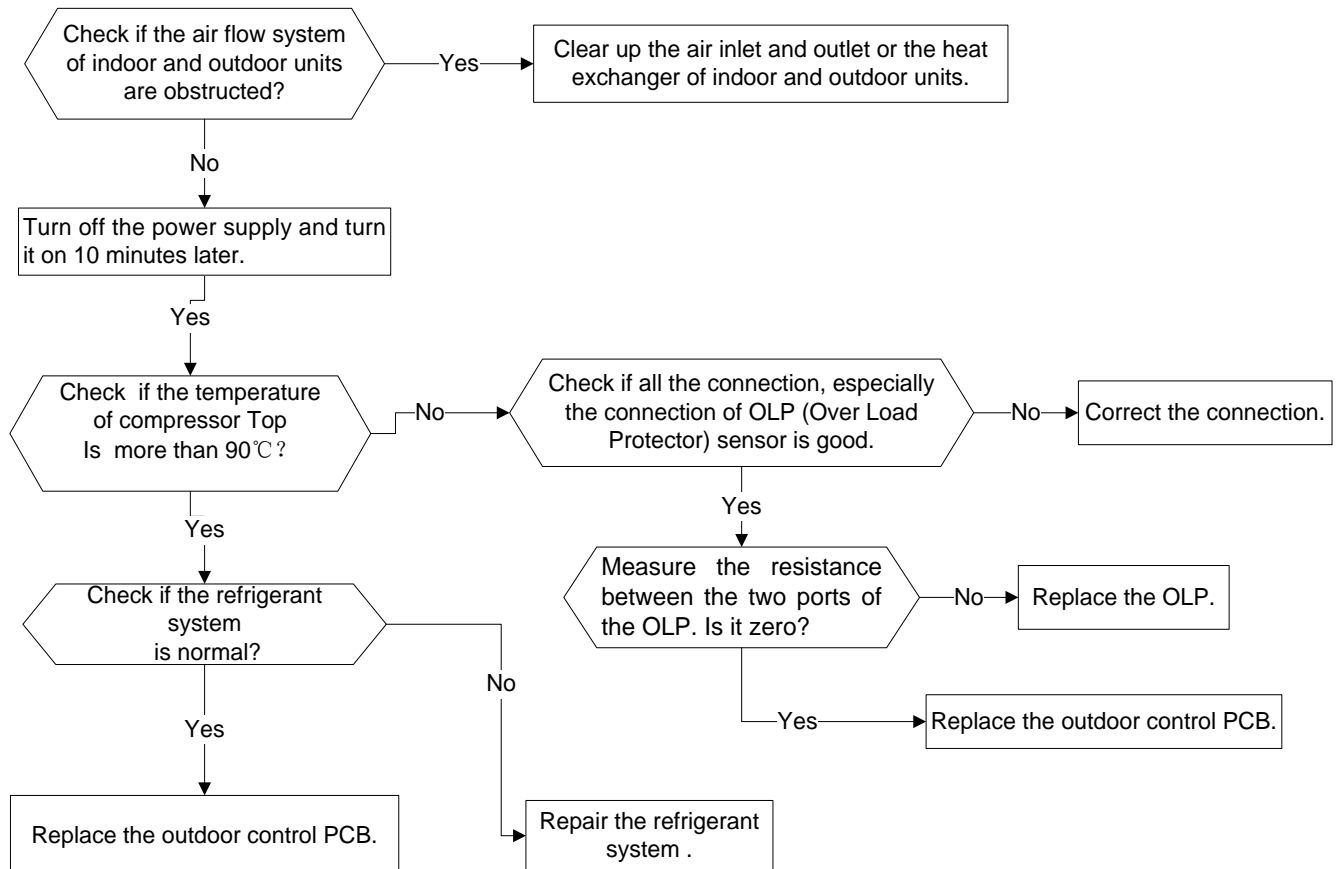 Check if the air flow system
of indoor and outdoor units
are obstructed?
Yes
Clear up the air inlet and outlet or the heat
exchanger of indoor and outdoor units.
No
Turn off the power supply and turn
it on 10 minutes later.
Yes
Check if the temperature
of compressor Top
Is more than 90℃?
No
Check if all the connection, especially
the connection of OLP (Over Load
Protector) sensor is good.
No
Correct the connection.
Yes
Yes
Measure the resistance
between the two ports of
the OLP. Is it zero?
No
Replace the OLP.
Check if the refrigerant
system
is normal?
No
Yes
Yes
Replace the outdoor control PCB.
Replace the outdoor control PCB.
Repair the refrigerant
system .